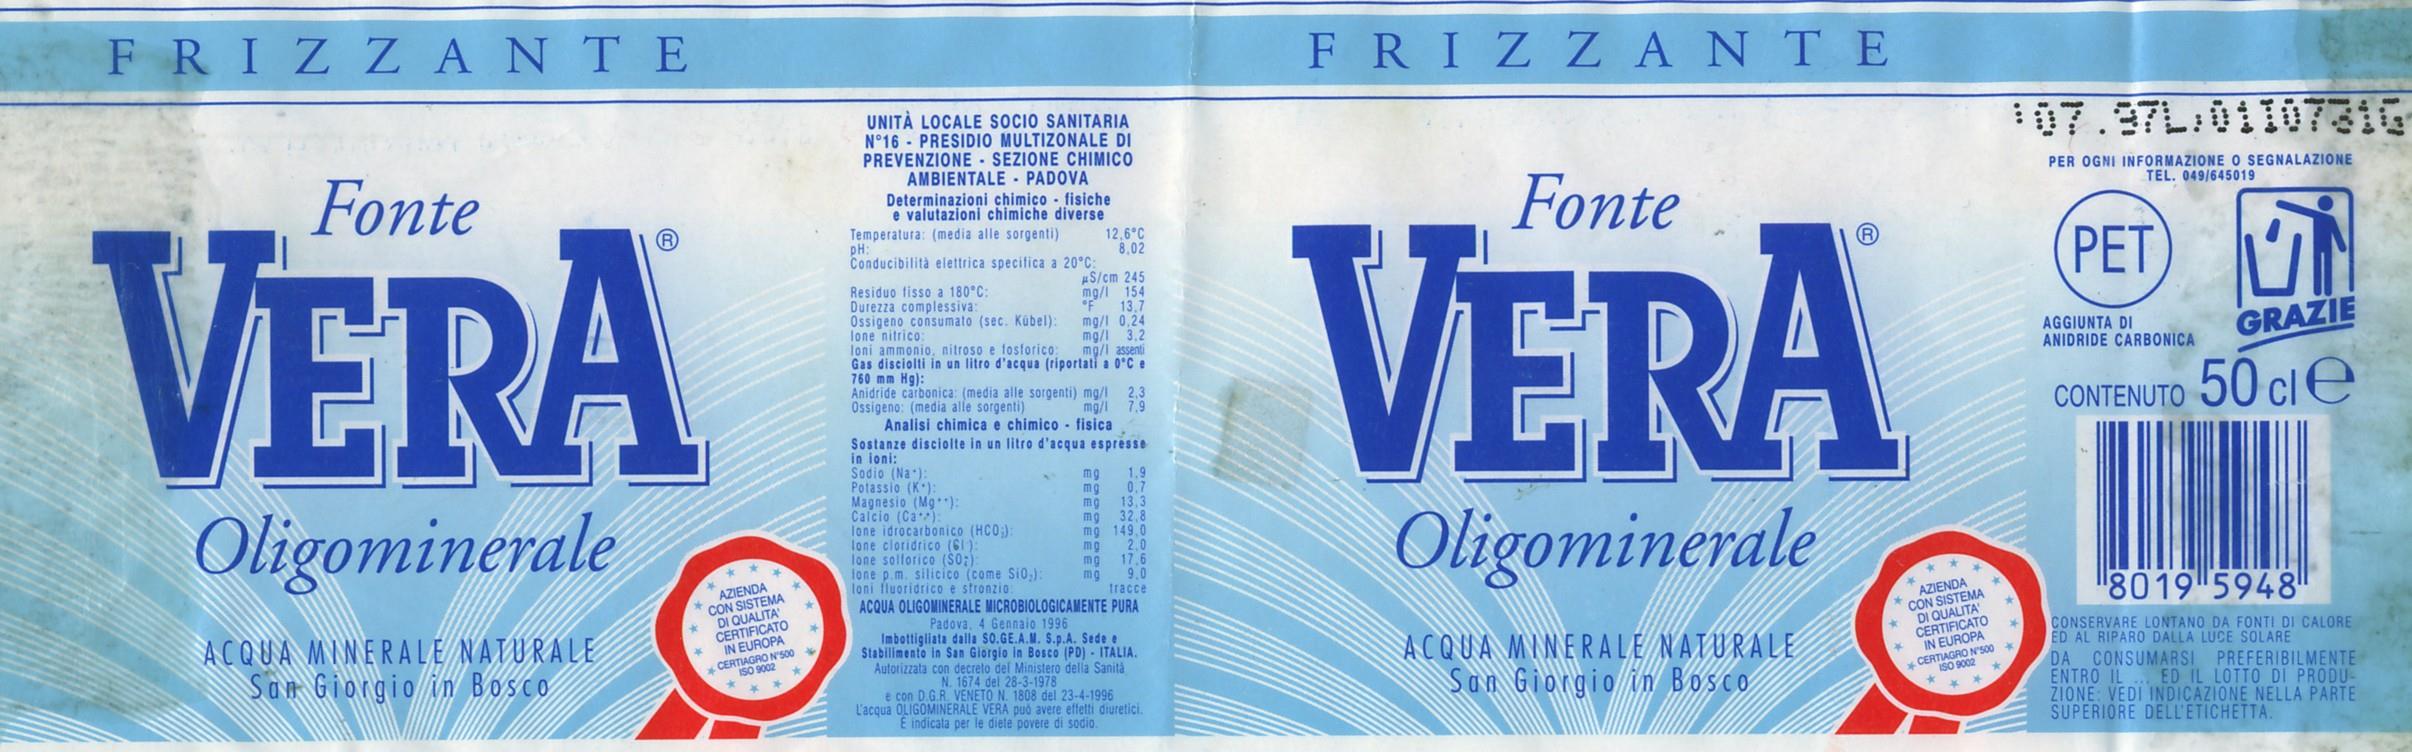 FRIZZANTE
Fonte
VERA®
Oligominerale
ACQUA MINERALE NATURALE
San Giorgio in Bosco
AZIENDA
CON SISTEMA
DI QUALITA'
CERTIFICATO
IN EUROPA
CERTIAGRO N°500
ISO 9002
UNITÀ LOCALE SOCIO SANITARIA
N°16 - PRESIDIO MULTIZONALE DI
PREVENZIONE - SEZIONE CHIMICO
AMBIENTALE - PADOVA
Determinazioni chimico - fisiche
e valutazioni chimiche diverse
Temperatura: (media alle sorgenti) 12,6°C
pH: 8,02
Conducibilità elettrica specifica a 20°C:
µS/cm 245
Residuo fisso a 180°C: mg/l 154
Durezza complessiva: °F 13,7
Ossigeno consumato (sec. Kübel): mg/l 0,24
Ione nitrico: mg/l 3,2
Ioni ammonio, nitroso e fosforico: mg/l assenti
Gas disciolti in un litro d'acqua (riportati a 0°C e
760 mm Hg):
Anidride carbonica: (media alle sorgenti) mg/l 2,3
Ossigeno: (media alle sorgenti) mg/l 7,9
Analisi chimica e chimico - fisica
Sostanze disciolte in un litro d'acqua espresse
in ioni:
Sodio (Na⁺): mg 1,9
Potassio (K⁺): mg 0,7
Magnesio (Mg⁺⁺): mg 13,3
Calcio (Ca⁺⁺): mg 32,8
Ione idrocarbonico (HCO₃⁻): mg 149,0
Ione cloridrico (Cl⁻): mg 2,0
Ione solforico (SO₄⁼): mg 17,6
Ione p.m. silicico (come SiO₂): mg 9,0
Ioni fluoridrico e stronzio: tracce
ACQUA OLIGOMINERALE MICROBIOLOGICAMENTE PURA
Padova, 4 Gennaio 1996
Imbottigliata dalla SO.GE.A.M. S.p.A. Sede e
Stabilimento in San Giorgio in Bosco (PD) - ITALIA.
Autorizzata con decreto del Ministero della Sanità
N. 1674 del 28-3-1978
e con D.G.R. VENETO N. 1808 del 23-4-1996
L'acqua OLIGOMINERALE VERA può avere effetti diuretici.
È indicata per le diete povere di sodio.
FRIZZANTE
Fonte
VERA®
Oligominerale
ACQUA MINERALE NATURALE
San Giorgio in Bosco
AZIENDA
CON SISTEMA
DI QUALITA'
CERTIFICATO
IN EUROPA
CERTIAGRO N°500
ISO 9002
07.97L
PER OGNI INFORMAZIONE O SEGNALAZIONE
TEL. 049/645019
PET
GRAZIE
AGGIUNTA DI
ANIDRIDE CARBONICA
CONTENUTO 50 cl e
8019 5948
CONSERVARE LONTANO DA FONTI DI CALORE
ED AL RIPARO DALLA LUCE SOLARE
DA CONSUMARSI PREFERIBILMENTE
ENTRO IL ... ED IL LOTTO DI PRODU-
ZIONE: VEDI INDICAZIONE NELLA PARTE
SUPERIORE DELL'ETICHETTA.